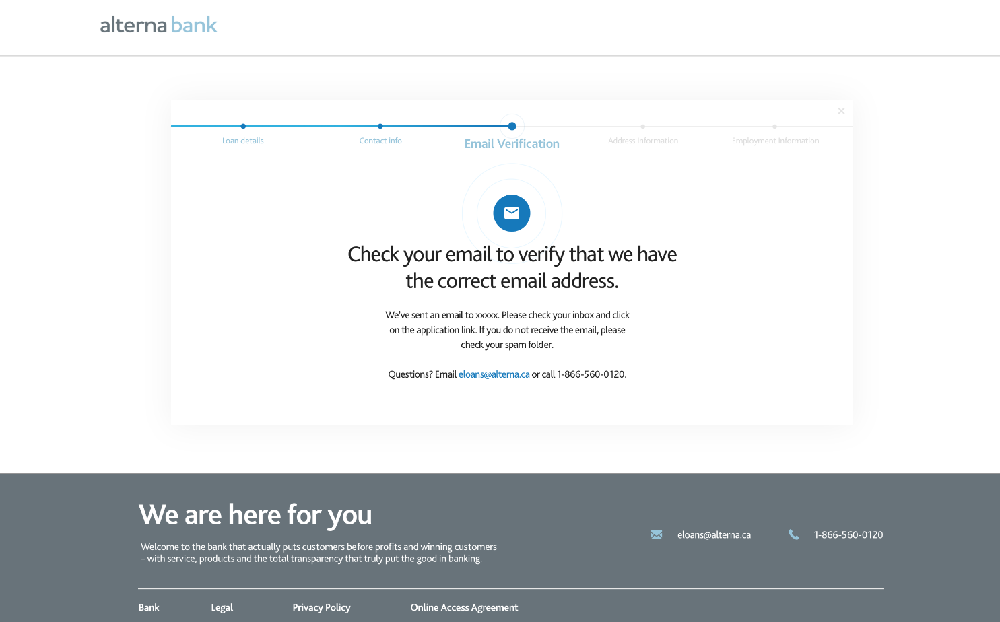 alterna bank
Loan details
Contact info
Email Verification
Address Information
Employment Information
Check your email to verify that we have
the correct email address.
We've sent an email to xxxxx. Please check your inbox and click
on the application link. If you do not receive the email, please
check your spam folder.
Questions? Email eloans@alterna.ca or call 1-866-560-0120.
We are here for you
Welcome to the bank that actually puts customers before profits and winning customers
– with service, products and the total transparency that truly put the good in banking.
eloans@alterna.ca
1-866-560-0120
Bank
Legal
Privacy Policy
Online Access Agreement